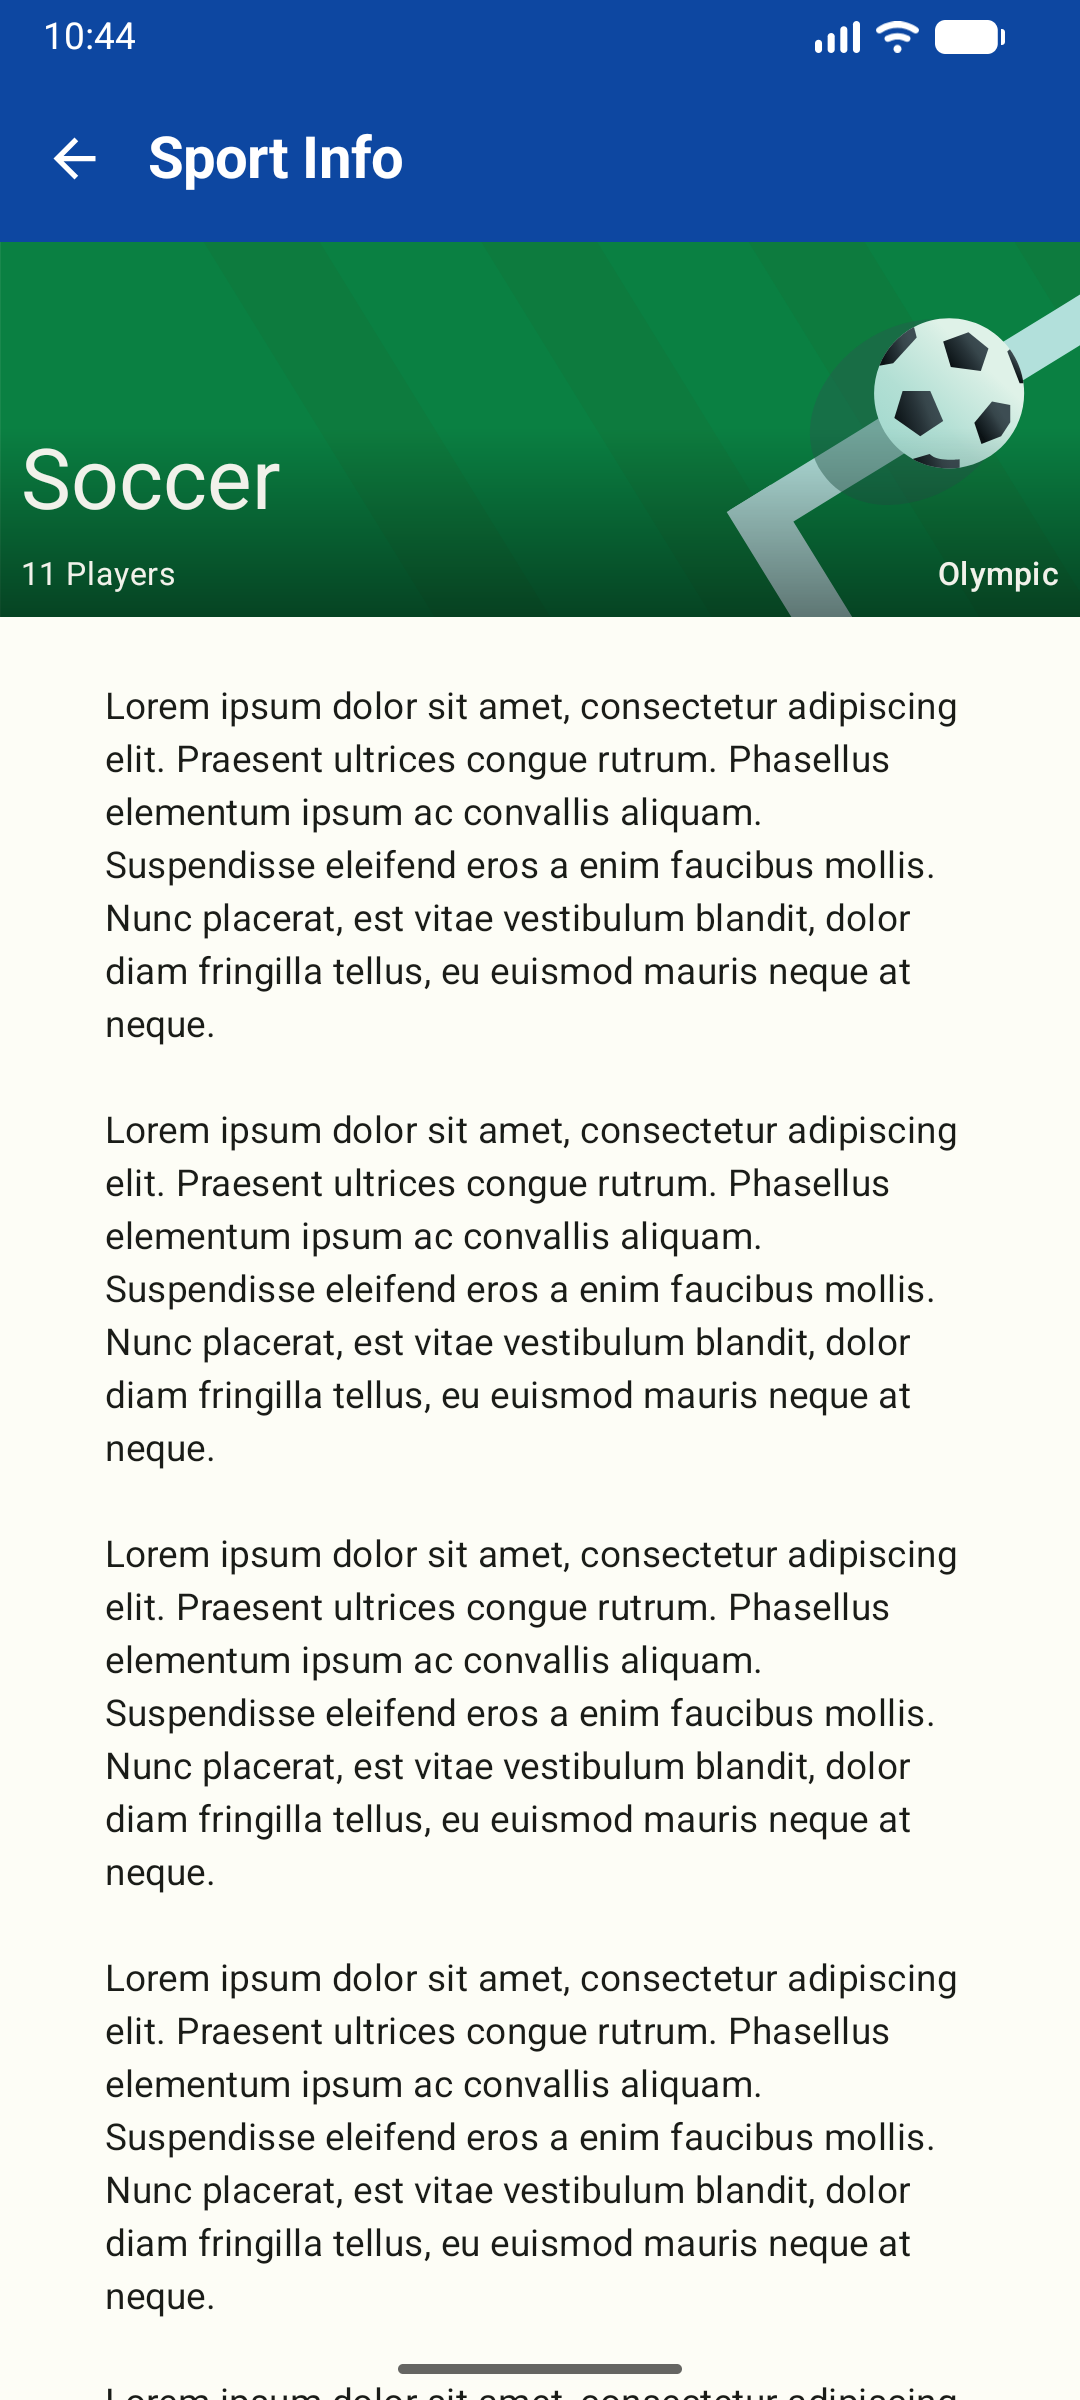 10:44
Sport Info
Soccer
11 Players
Olympic
Lorem ipsum dolor sit amet, consectetur adipiscing
elit. Praesent ultrices congue rutrum. Phasellus
elementum ipsum ac convallis aliquam.
Suspendisse eleifend eros a enim faucibus mollis.
Nunc placerat, est vitae vestibulum blandit, dolor
diam fringilla tellus, eu euismod mauris neque at
neque.
Lorem ipsum dolor sit amet, consectetur adipiscing
elit. Praesent ultrices congue rutrum. Phasellus
elementum ipsum ac convallis aliquam.
Suspendisse eleifend eros a enim faucibus mollis.
Nunc placerat, est vitae vestibulum blandit, dolor
diam fringilla tellus, eu euismod mauris neque at
neque.
Lorem ipsum dolor sit amet, consectetur adipiscing
elit. Praesent ultrices congue rutrum. Phasellus
elementum ipsum ac convallis aliquam.
Suspendisse eleifend eros a enim faucibus mollis.
Nunc placerat, est vitae vestibulum blandit, dolor
diam fringilla tellus, eu euismod mauris neque at
neque.
Lorem ipsum dolor sit amet, consectetur adipiscing
elit. Praesent ultrices congue rutrum. Phasellus
elementum ipsum ac convallis aliquam.
Suspendisse eleifend eros a enim faucibus mollis.
Nunc placerat, est vitae vestibulum blandit, dolor
diam fringilla tellus, eu euismod mauris neque at
neque.
Lorem ipsum dolor sit amet, consectetur adipiscing